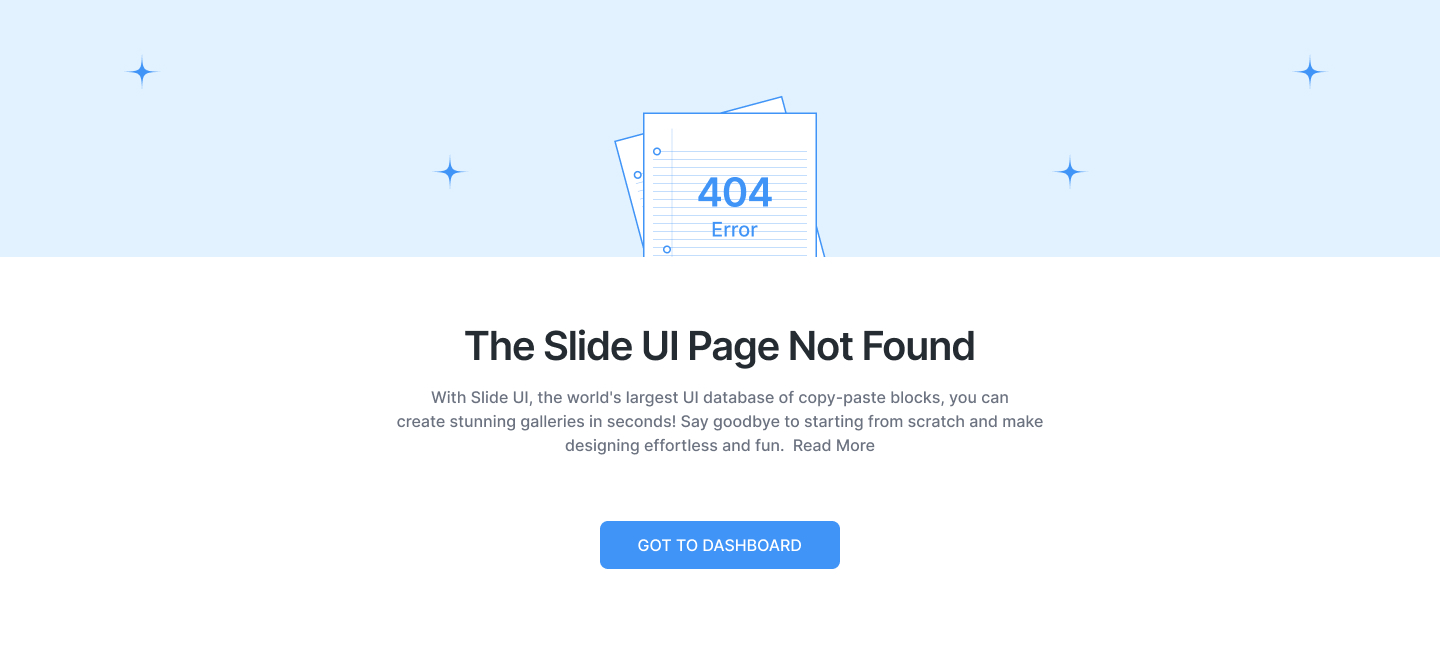 404
Error
The Slide UI Page Not Found
With Slide UI, the world's largest UI database of copy-paste blocks, you can
create stunning galleries in seconds! Say goodbye to starting from scratch and make
designing effortless and fun.  Read More
GOT TO DASHBOARD